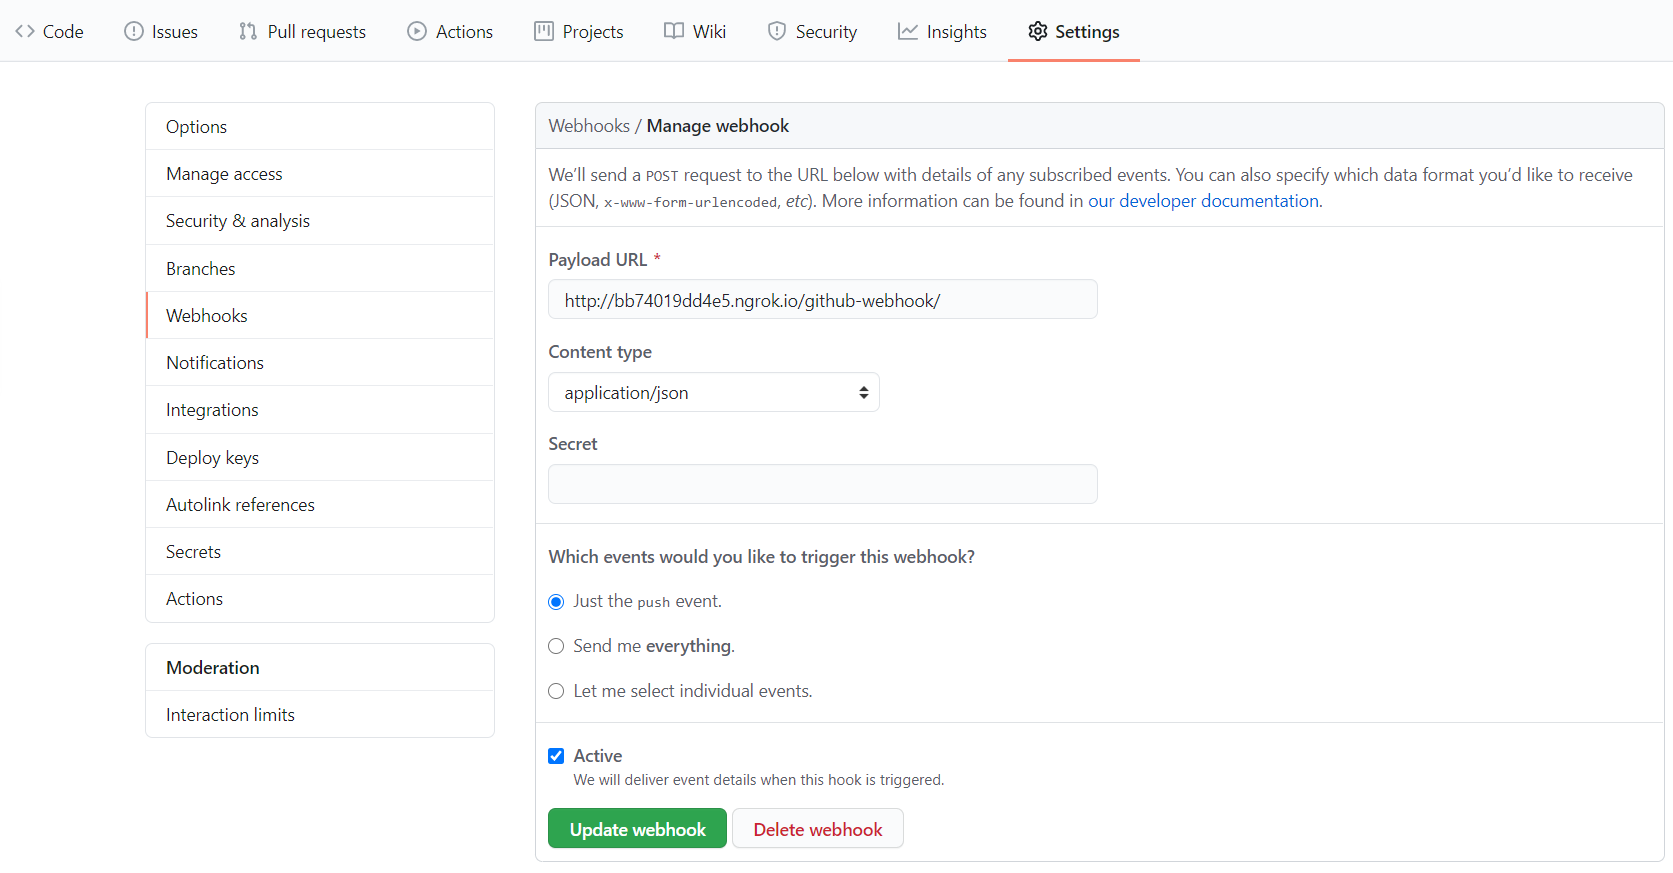 Code Issues Pull requests Actions Projects Wiki Security Insights Settings
Options
Manage access
Security & analysis
Branches
Webhooks
Notifications
Integrations
Deploy keys
Autolink references
Secrets
Actions
Moderation
Interaction limits
Webhooks / Manage webhook
We'll send a POST request to the URL below with details of any subscribed events. You can also specify which data format you'd like to receive
(JSON, x-www-form-urlencoded, etc). More information can be found in our developer documentation.
Payload URL *
http://bb74019dd4e5.ngrok.io/github-webhook/
Content type
application/json
Secret
Which events would you like to trigger this webhook?
Just the push event.
Send me everything.
Let me select individual events.
Active
We will deliver event details when this hook is triggered.
Update webhook Delete webhook